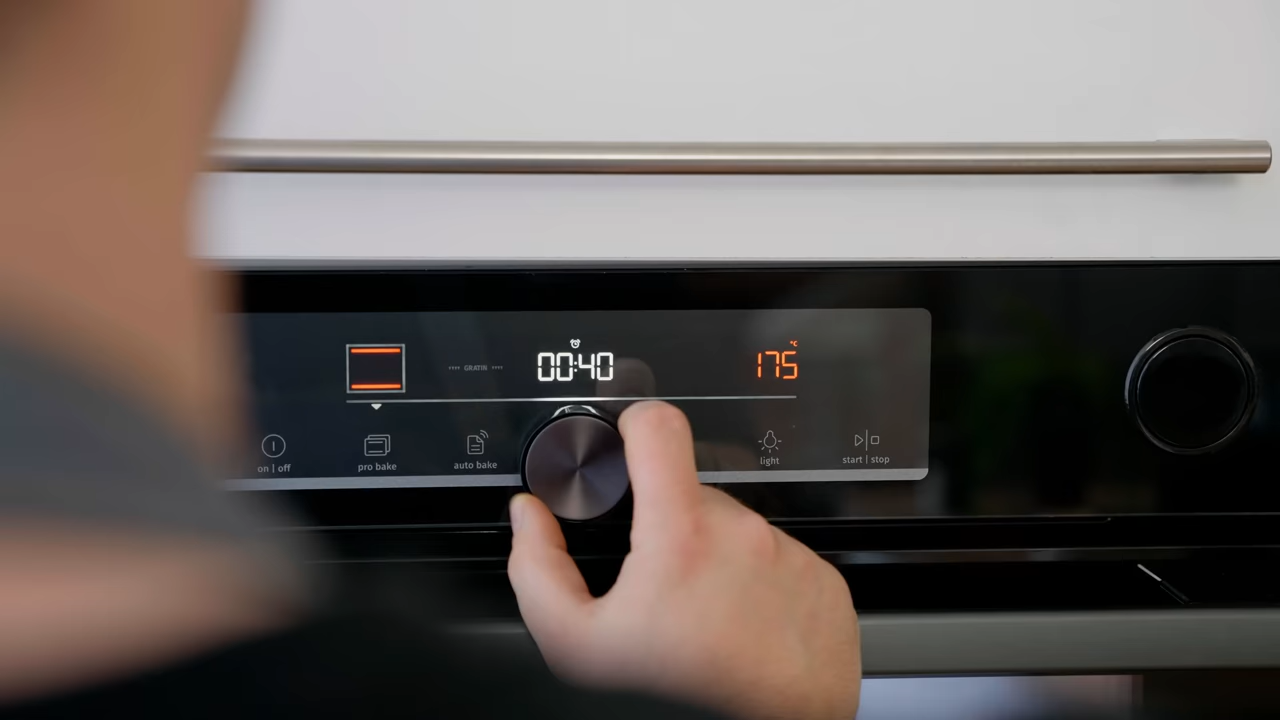 GRATIN
00:40
175 °C
on | off
pro bake
auto bake
light
start | stop